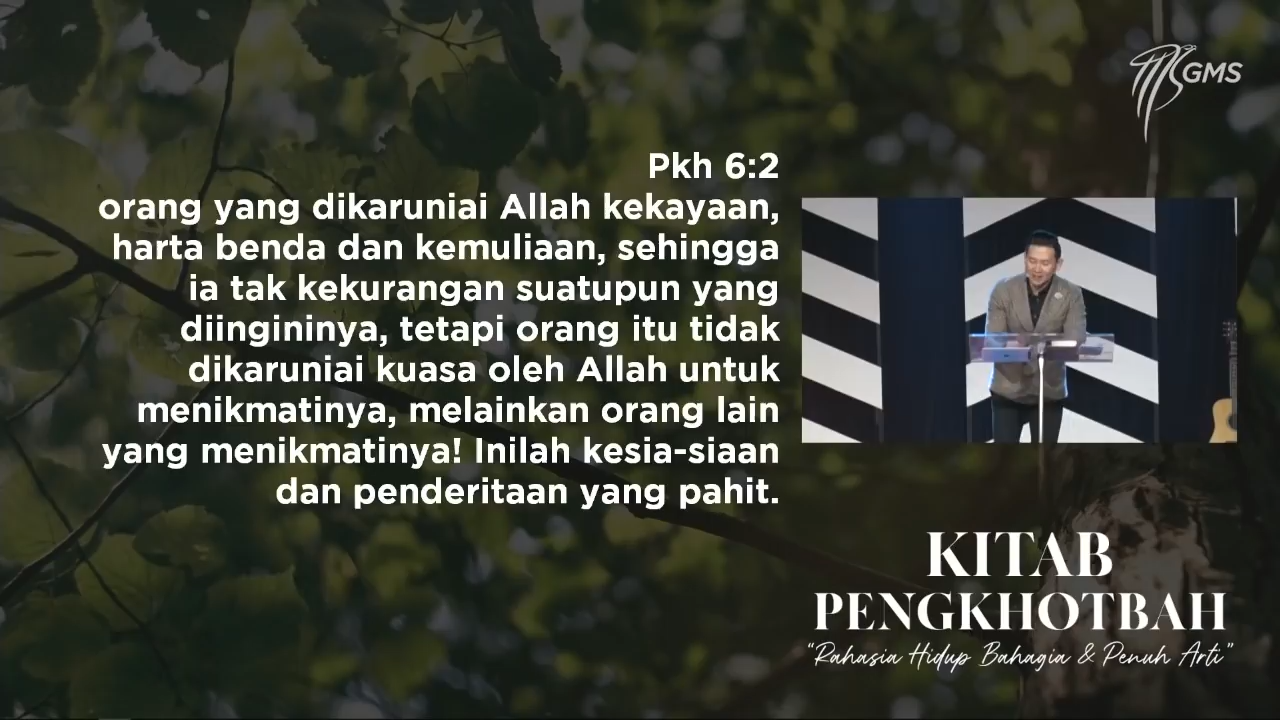 GMS
Pkh 6:2
orang yang dikaruniai Allah kekayaan,
harta benda dan kemuliaan, sehingga
ia tak kekurangan suatupun yang
diingininya, tetapi orang itu tidak
dikaruniai kuasa oleh Allah untuk
menikmatinya, melainkan orang lain
yang menikmatinya! Inilah kesia-siaan
dan penderitaan yang pahit.
KITAB
PENGKHOTBAH
“Rahasia Hidup Bahagia & Penuh Arti”